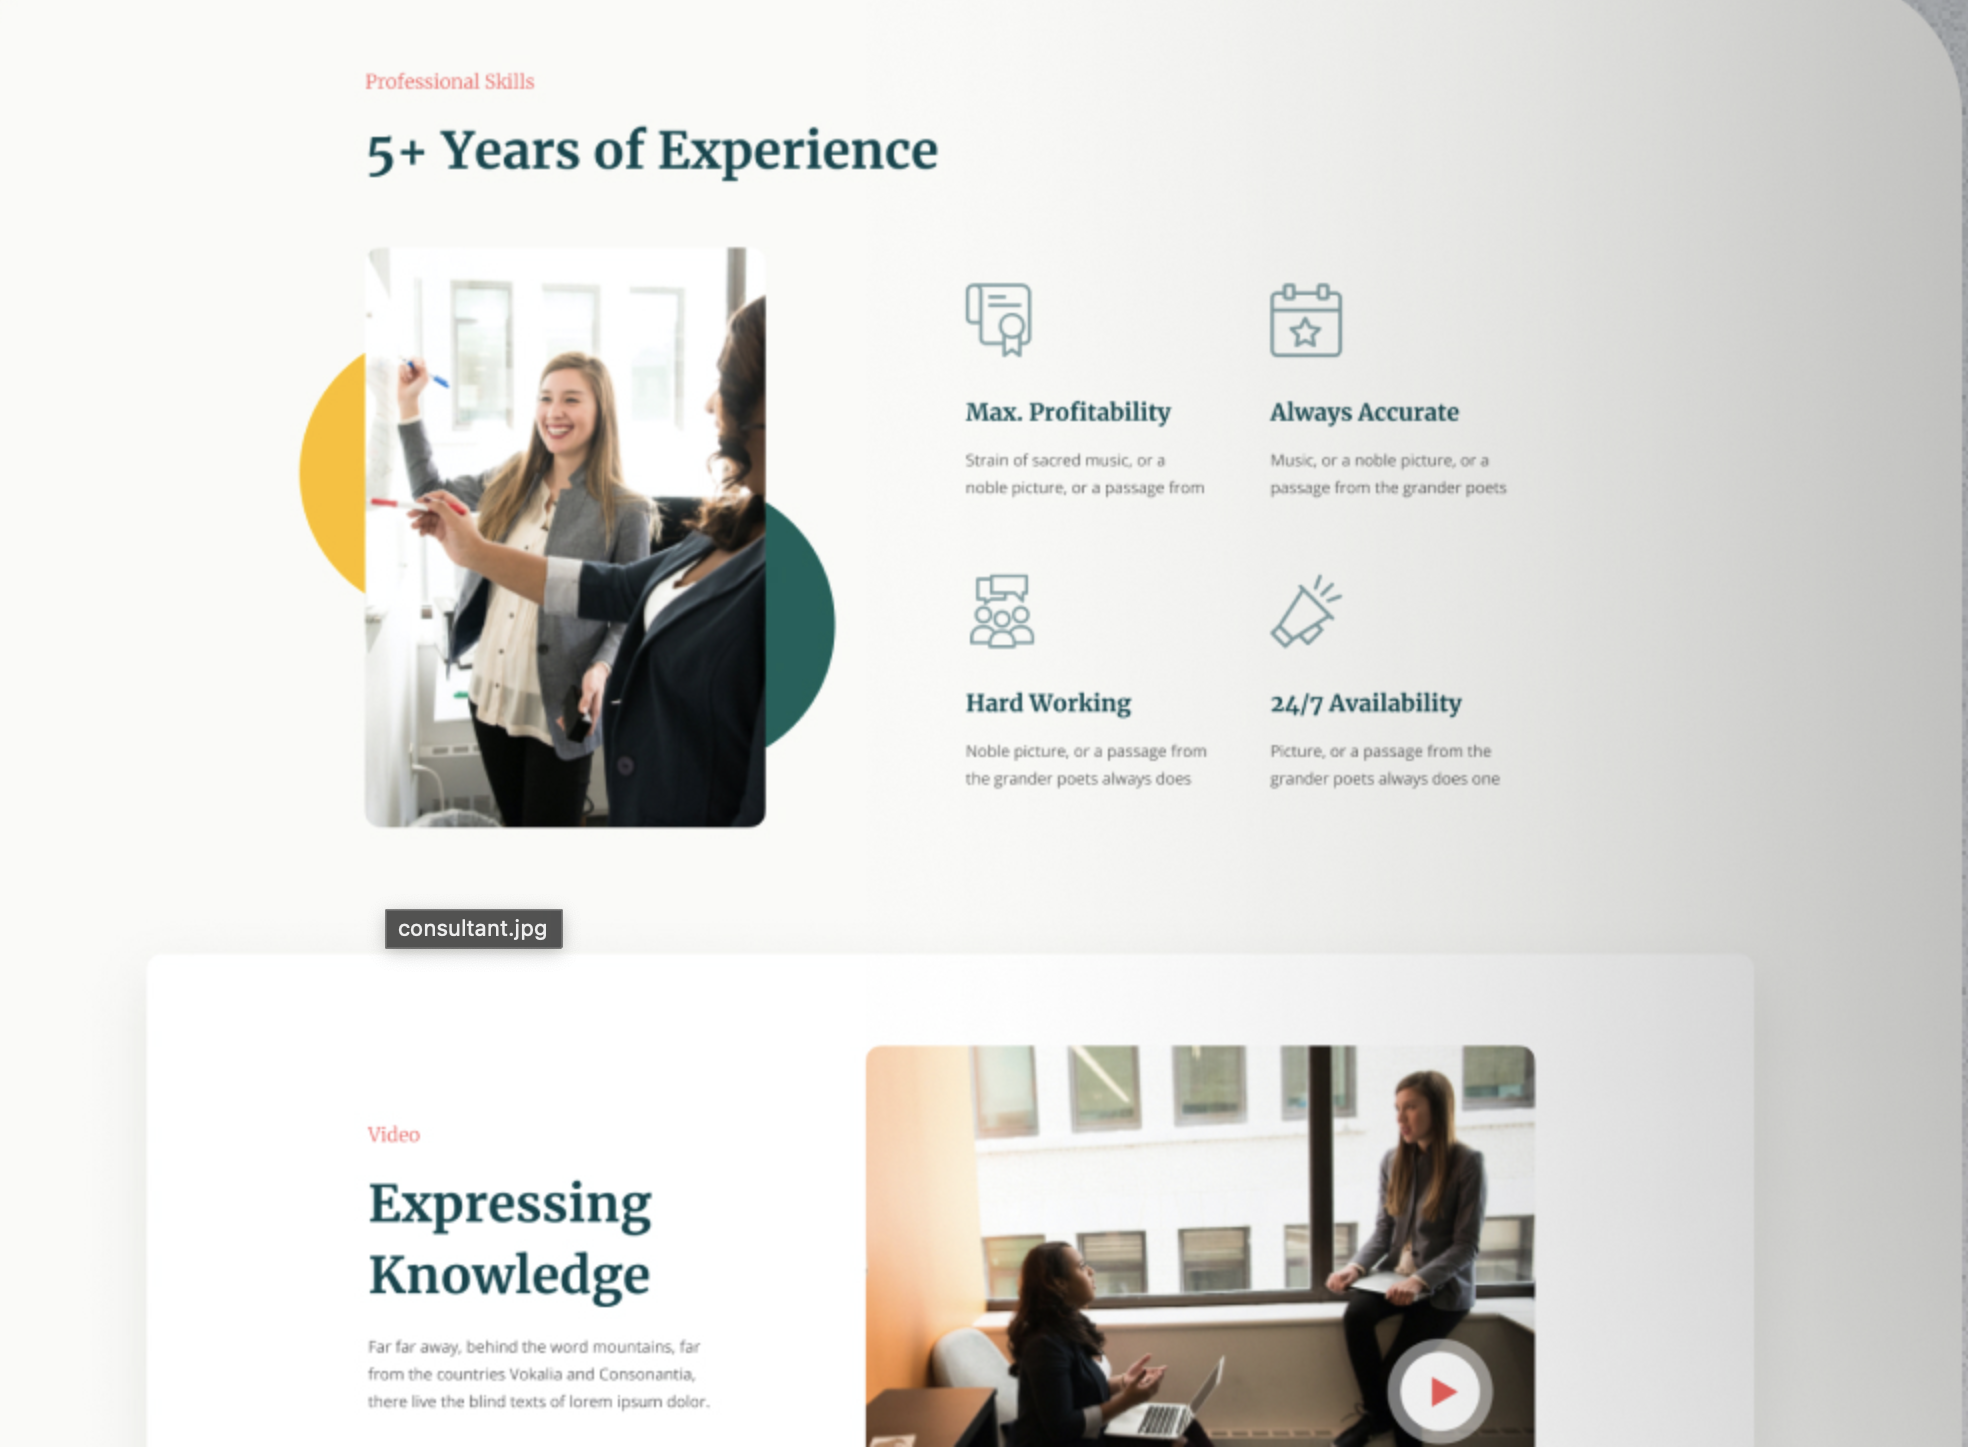 Professional Skills
5+ Years of Experience
Max. Profitability
Strain of sacred music, or a
noble picture, or a passage from
Always Accurate
Music, or a noble picture, or a
passage from the grander poets
Hard Working
Noble picture, or a passage from
the grander poets always does
24/7 Availability
Picture, or a passage from the
grander poets always does one
consultant.jpg
Video
Expressing
Knowledge
Far far away, behind the word mountains, far
from the countries Vokalia and Consonantia,
there live the blind texts of lorem ipsum dolor.